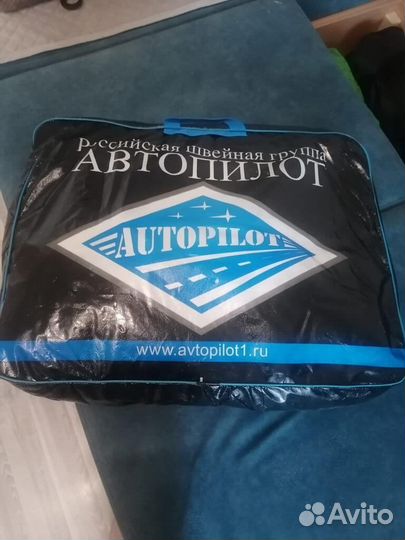 Российская швейная группа
АВТОПИЛОТ
AUTOPILOT
www.avtopilot1.ru
Avito